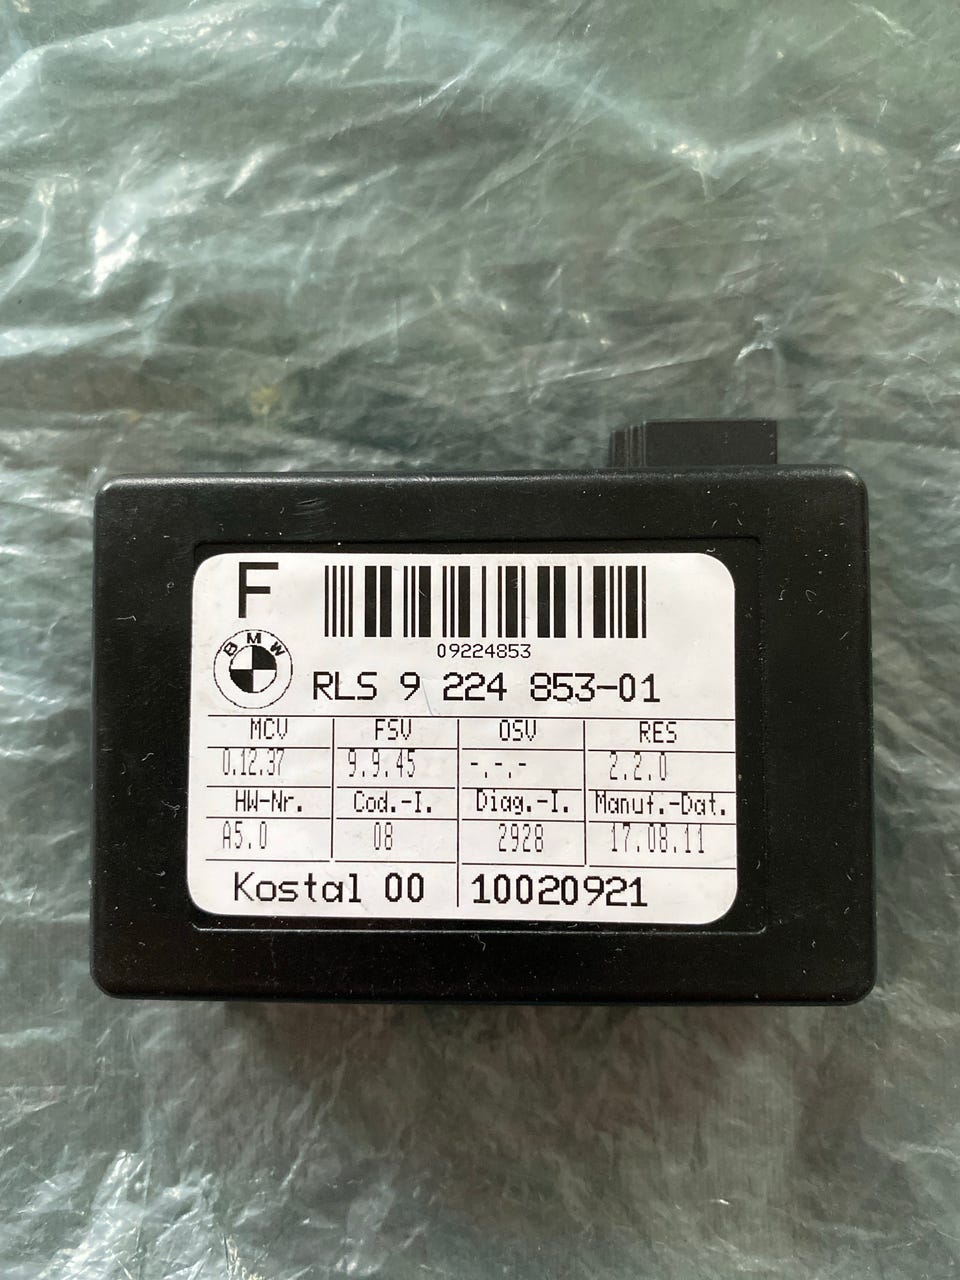 F
09224853
BMW
RLS 9 224 853-01
MCV FSV OSV RES
0.12.37 9.9.45 -.-.- 2.2.0
HW-Nr. Cod.-I. Diag.-I. Manuf.-Dat.
A5.0 08 2928 17.08.11
Kostal 00 10020921